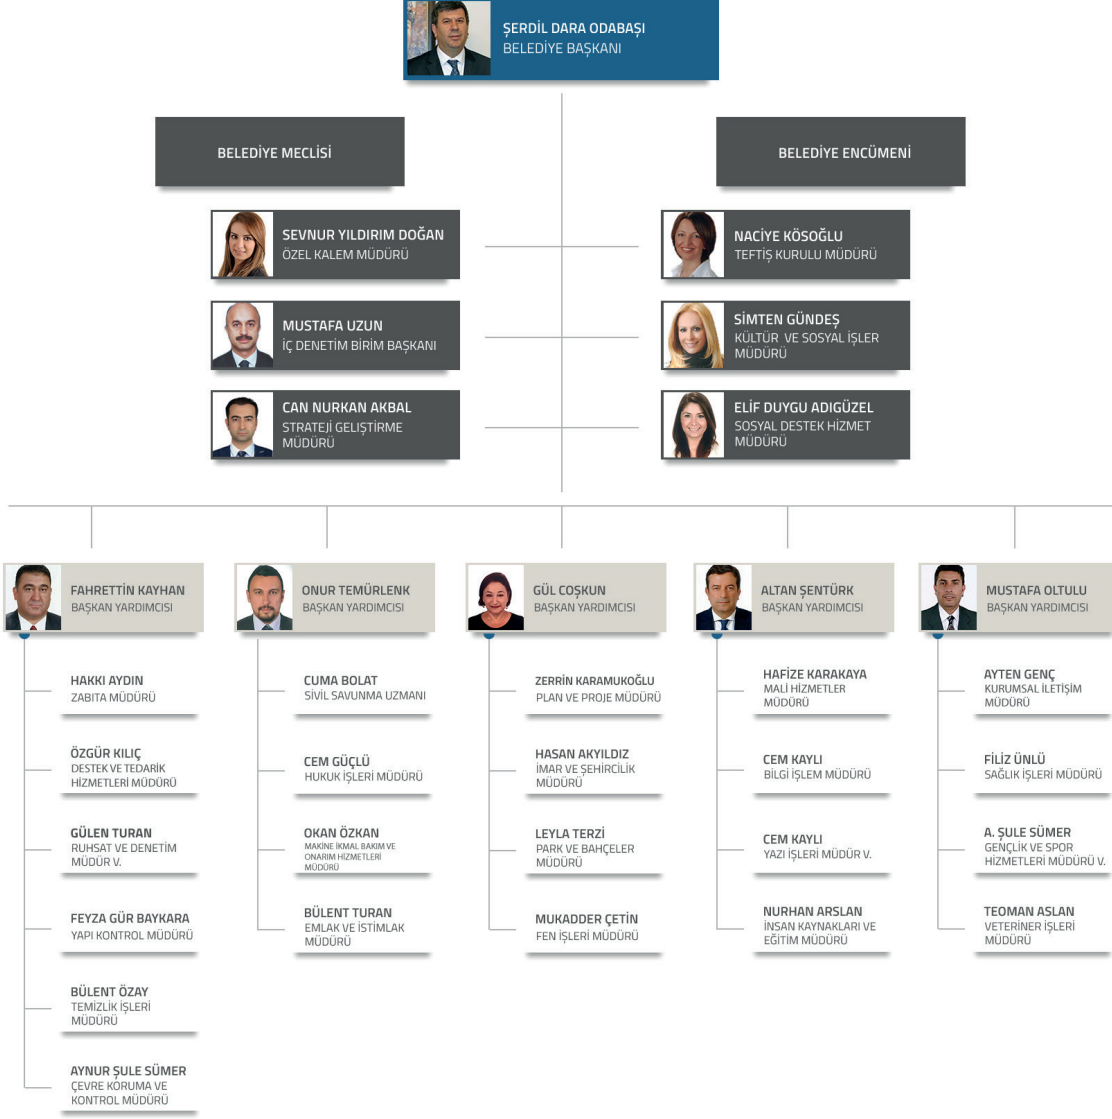 ŞERDİL DARA ODABAŞI
BELEDİYE BAŞKANI
BELEDİYE MECLİSİ
BELEDİYE ENCÜMENİ
SEVNUR YILDIRIM DOĞAN
ÖZEL KALEM MÜDÜRÜ
NACİYE KÖSOĞLU
TEFTİŞ KURULU MÜDÜRÜ
MUSTAFA UZUN
İÇ DENETİM BİRİM BAŞKANI
SİMTEN GÜNDEŞ
KÜLTÜR VE SOSYAL İŞLER
MÜDÜRÜ
CAN NURKAN AKBAL
STRATEJİ GELIŞTİRME
MÜDÜRÜ
ELİF DUYGU ADIGÜZEL
SOSYAL DESTEK HİZMET
MÜDÜRÜ
FAHRETTİN KAYHAN
BAŞKAN YARDIMCISI
HAKKI AYDIN
ZABITA MÜDÜRÜ
ÖZGÜR KILIÇ
DESTEK VE TEDARİK
HİZMETLERİ MÜDÜRÜ
GÜLEN TURAN
RUHSAT VE DENETİM
MÜDÜR V.
FEYZA GÜR BAYKARA
YAPI KONTROL MÜDÜRÜ
BÜLENT ÖZAY
TEMİZLİK İŞLERİ
MÜDÜRÜ
AYNUR ŞULE SÜMER
ÇEVRE KORUMA VE
KONTROL MÜDÜRÜ
ONUR TEMÜRLENK
BAŞKAN YARDIMCISI
CUMA BOLAT
SİVİL SAVUNMA UZMANI
CEM GÜÇLÜ
HUKUK İŞLERİ MÜDÜRÜ
OKAN ÖZKAN
MAKİNE İKMAL BAKIM VE
ONARIM HİZMETLERİ
MÜDÜRÜ
BÜLENT TURAN
EMLAK VE İSTİMLAK
MÜDÜRÜ
GÜL COŞKUN
BAŞKAN YARDIMCISI
ZERRİN KARAMUKOĞLU
PLAN VE PROJE MÜDÜRÜ
HASAN AKYILDIZ
İMAR VE ŞEHİRCİLİK
MÜDÜRÜ
LEYLA TERZİ
PARK VE BAHÇELER
MÜDÜRÜ
MUKADDER ÇETİN
FEN İŞLERİ MÜDÜRÜ
ALTAN ŞENTÜRK
BAŞKAN YARDIMCISI
HAFİZE KARAKAYA
MALİ HİZMETLER
MÜDÜRÜ
CEM KAYLI
BİLGİ İŞLEM MÜDÜRÜ
CEM KAYLI
YAZI İŞLERİ MÜDÜR V.
NURHAN ARSLAN
İNSAN KAYNAKLARI VE
EĞİTİM MÜDÜRÜ
MUSTAFA OLTULU
BAŞKAN YARDIMCISI
AYTEN GENÇ
KURUMSAL İLETİŞİM
MÜDÜRÜ
FİLİZ ÜNLÜ
SAĞLIK İŞLERİ MÜDÜRÜ
A. ŞULE SÜMER
GENÇLİK VE SPOR
HİZMETLERİ MÜDÜRÜ V.
TEOMAN ASLAN
VETERİNER İŞLERİ
MÜDÜRÜ